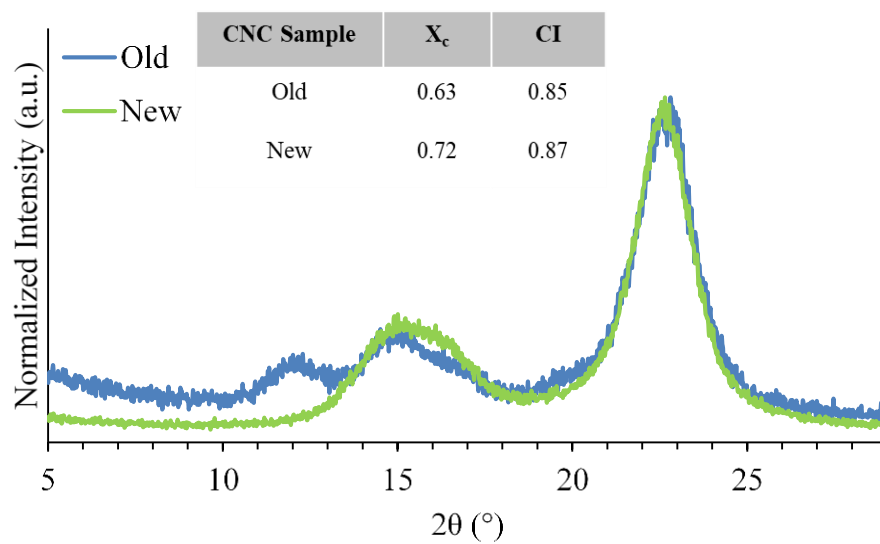 CNC Sample X꜀ CI
Old 0.63 0.85
New 0.72 0.87
Old
New
Normalized Intensity (a.u.)
5 10 15 20 25
2θ (°)